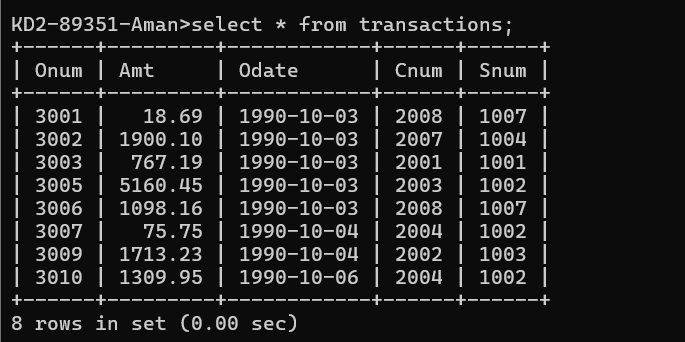 KD2-89351-Aman>select * from transactions;
+------+---------+------------+------+------+
| Onum | Amt     | Odate      | Cnum | Snum |
+------+---------+------------+------+------+
| 3001 |   18.69 | 1990-10-03 | 2008 | 1007 |
| 3002 | 1900.10 | 1990-10-03 | 2007 | 1004 |
| 3003 |  767.19 | 1990-10-03 | 2001 | 1001 |
| 3005 | 5160.45 | 1990-10-03 | 2003 | 1002 |
| 3006 | 1098.16 | 1990-10-03 | 2008 | 1007 |
| 3007 |   75.75 | 1990-10-04 | 2004 | 1002 |
| 3009 | 1713.23 | 1990-10-04 | 2002 | 1003 |
| 3010 | 1309.95 | 1990-10-06 | 2004 | 1002 |
+------+---------+------------+------+------+
8 rows in set (0.00 sec)